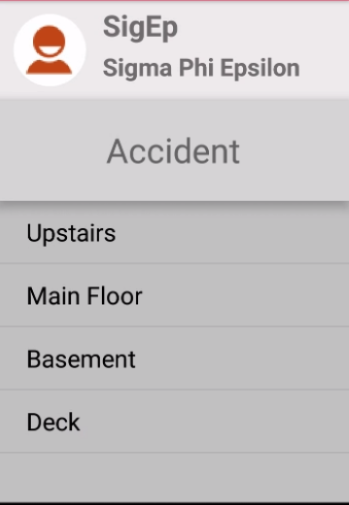 SigEp
Sigma Phi Epsilon
Accident
Upstairs
Main Floor
Basement
Deck